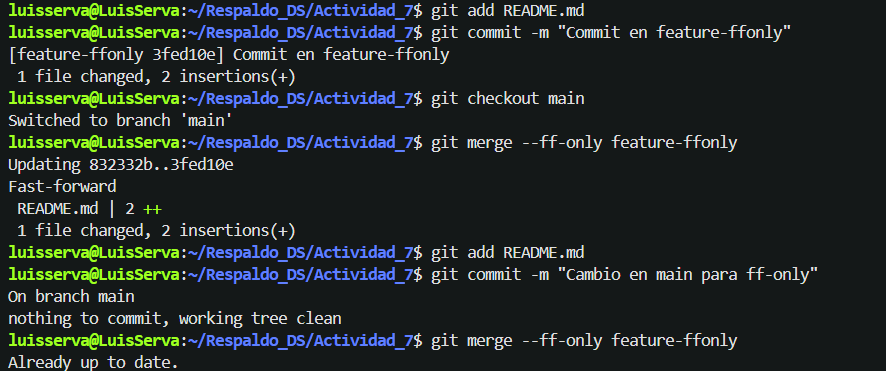 luisserva@LuisServa:~/Respaldo_DS/Actividad_7$ git add README.md
luisserva@LuisServa:~/Respaldo_DS/Actividad_7$ git commit -m "Commit en feature-ffonly"
[feature-ffonly 3fed10e] Commit en feature-ffonly
 1 file changed, 2 insertions(+)
luisserva@LuisServa:~/Respaldo_DS/Actividad_7$ git checkout main
Switched to branch 'main'
luisserva@LuisServa:~/Respaldo_DS/Actividad_7$ git merge --ff-only feature-ffonly
Updating 832332b..3fed10e
Fast-forward
 README.md | 2 ++
 1 file changed, 2 insertions(+)
luisserva@LuisServa:~/Respaldo_DS/Actividad_7$ git add README.md
luisserva@LuisServa:~/Respaldo_DS/Actividad_7$ git commit -m "Cambio en main para ff-only"
On branch main
nothing to commit, working tree clean
luisserva@LuisServa:~/Respaldo_DS/Actividad_7$ git merge --ff-only feature-ffonly
Already up to date.